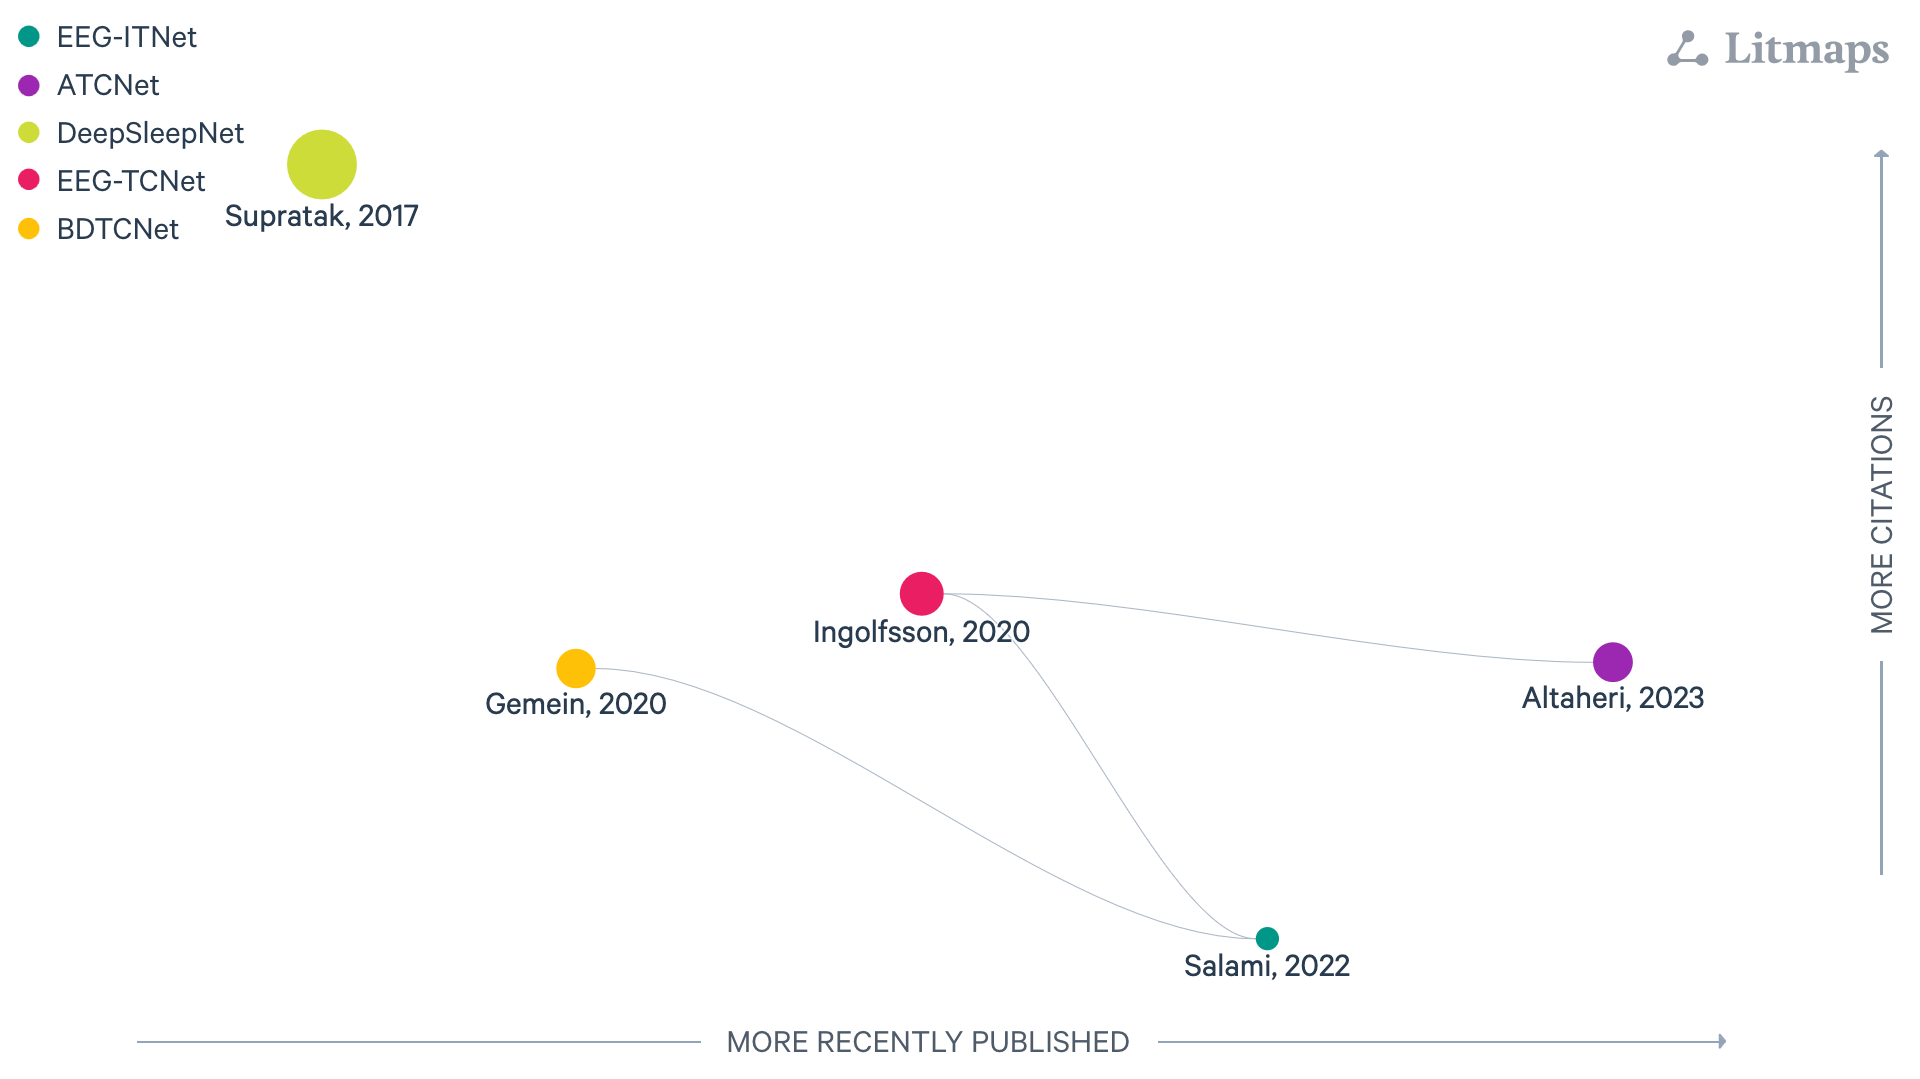 EEG-ITNet
ATCNet
DeepSleepNet
EEG-TCNet
BDTCNet
Litmaps
Supratak, 2017
Ingolfsson, 2020
Gemein, 2020
Altaheri, 2023
Salami, 2022
MORE CITATIONS
MORE RECENTLY PUBLISHED